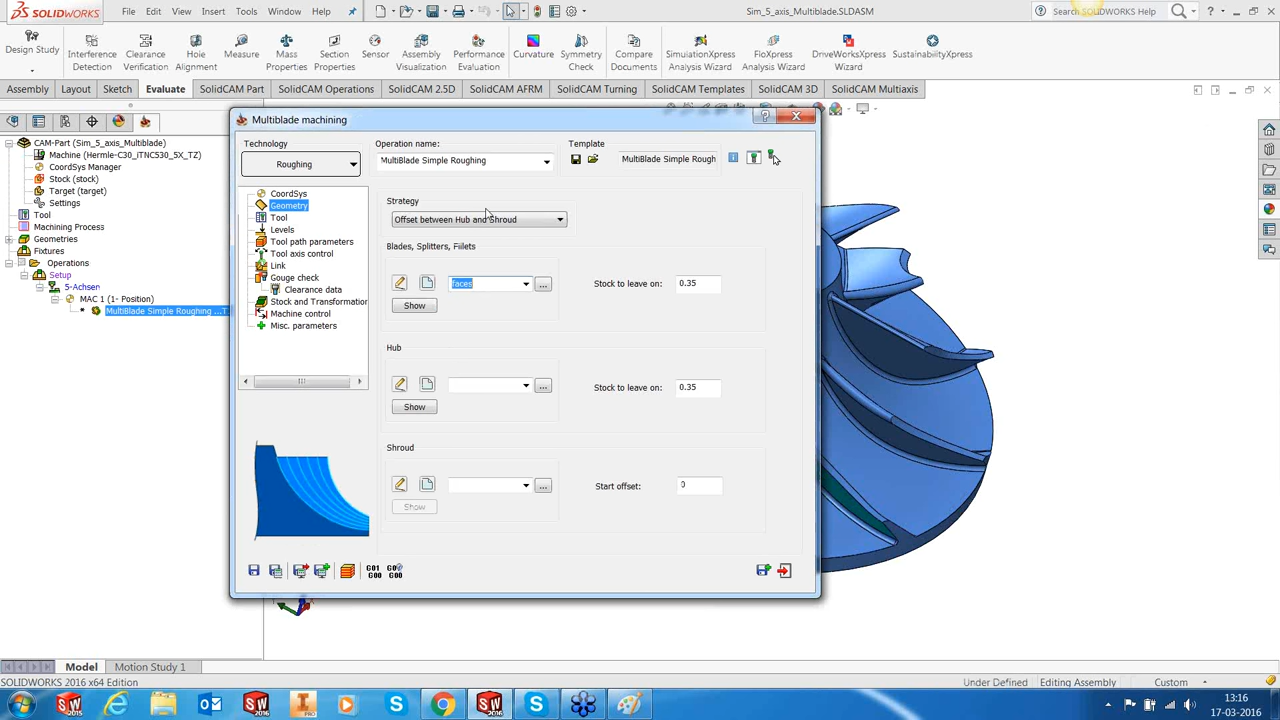 SOLIDWORKS
File Edit View Insert Tools Window Help
Sim_5_axis_Multiblade.SLDASM
Search SOLIDWORKS Help
Design Study
Interference Detection
Clearance Verification
Hole Alignment
Measure
Mass Properties
Section Properties
Sensor
Assembly Visualization
Performance Evaluation
Curvature
Symmetry Check
Compare Documents
SimulationXpress Analysis Wizard
FloXpress Analysis Wizard
DriveWorksXpress Wizard
SustainabilityXpress
Assembly Layout Sketch Evaluate SolidCAM Part SolidCAM Operations SolidCAM 2.5D SolidCAM AFRM SolidCAM Turning SolidCAM Templates SolidCAM 3D SolidCAM Multiaxis
CAM-Part (Sim_5_axis_Multiblade)
Machine (Hermle-C30_iTNC530_5X_TZ)
CoordSys Manager
Stock (stock)
Target (target)
Settings
Tool
Machining Process
Geometries
Fixtures
Operations
Setup
5-Achsen
MAC 1 (1- Position)
* MultiBlade Simple Roughing ...T
Multiblade machining
Technology
Roughing
Operation name:
MultiBlade Simple Roughing
Template
MultiBlade Simple Rough
CoordSys
Geometry
Tool
Levels
Tool path parameters
Tool axis control
Link
Gouge check
Clearance data
Stock and Transformation
Machine control
Misc. parameters
Strategy
Offset between Hub and Shroud
Blades, Splitters, Fillets
faces
...
Stock to leave on: 0.35
Show
Hub
...
Stock to leave on: 0.35
Show
Shroud
...
Start offset: 0
Show
G01 G00
G00 G00
Model Motion Study 1
SOLIDWORKS 2016 x64 Edition
Under Defined Editing Assembly Custom
13:16
17-03-2016